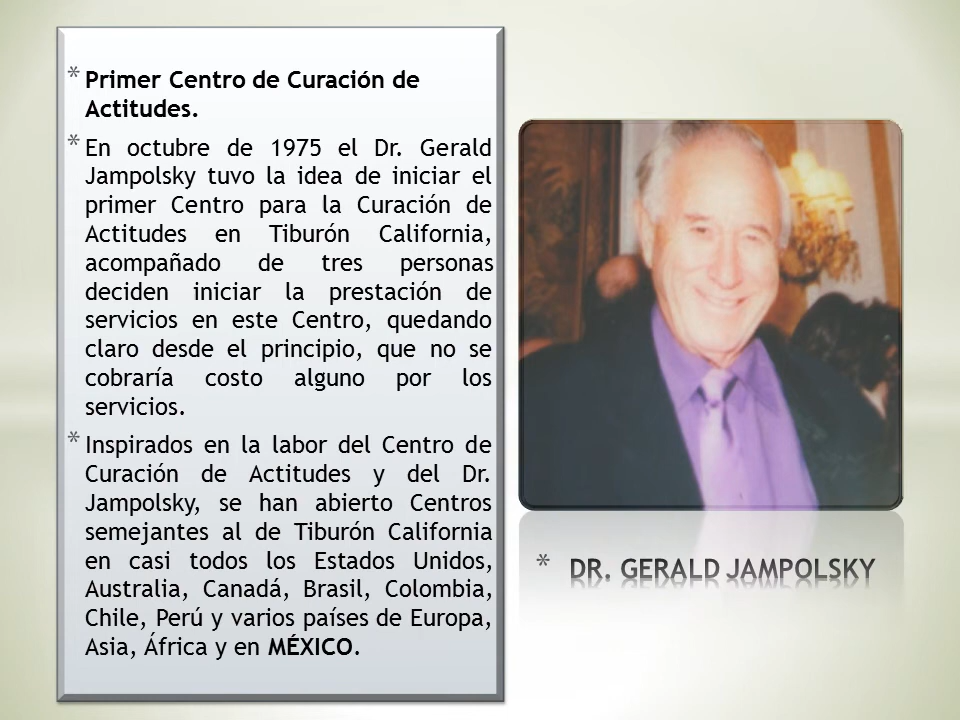 * Primer Centro de Curación de
Actitudes.
* En octubre de 1975 el Dr. Gerald
Jampolsky tuvo la idea de iniciar el
primer Centro para la Curación de
Actitudes en Tiburón California,
acompañado de tres personas
deciden iniciar la prestación de
servicios en este Centro, quedando
claro desde el principio, que no se
cobraría costo alguno por los
servicios.
* Inspirados en la labor del Centro de
Curación de Actitudes y del Dr.
Jampolsky, se han abierto Centros
semejantes al de Tiburón California
en casi todos los Estados Unidos,
Australia, Canadá, Brasil, Colombia,
Chile, Perú y varios países de Europa,
Asia, África y en MÉXICO.
* DR. GERALD JAMPOLSKY